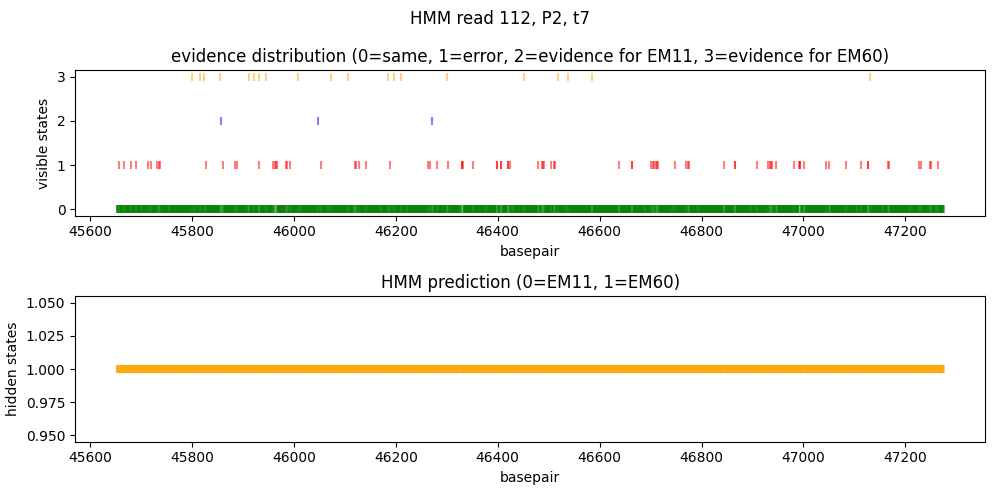 HMM read 112, P2, t7
evidence distribution (0=same, 1=error, 2=evidence for EM11, 3=evidence for EM60)
visible states
3
2
1
0
45600 45800 46000 46200 46400 46600 46800 47000 47200
basepair
HMM prediction (0=EM11, 1=EM60)
hidden states
1.050
1.025
1.000
0.975
0.950
45600 45800 46000 46200 46400 46600 46800 47000 47200
basepair